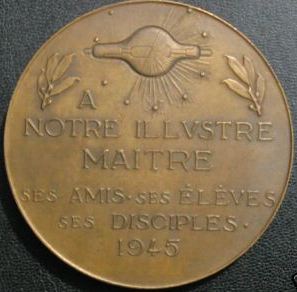 A
NOTRE ILLVSTRE
MAITRE
SES AMIS · SES ÉLÈVES
SES DISCIPLES ·
1945